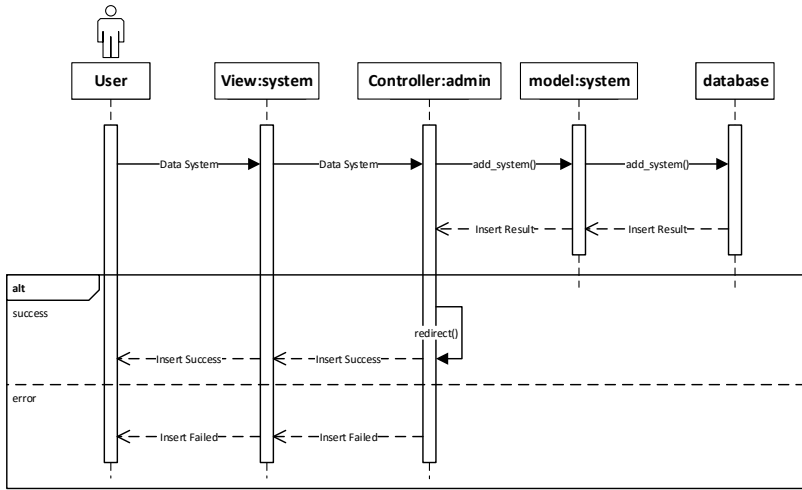 User
View:system
Controller:admin
model:system
database
Data System
Data System
add_system()
add_system()
Insert Result
Insert Result
alt
success
redirect()
Insert Success
Insert Success
error
Insert Failed
Insert Failed